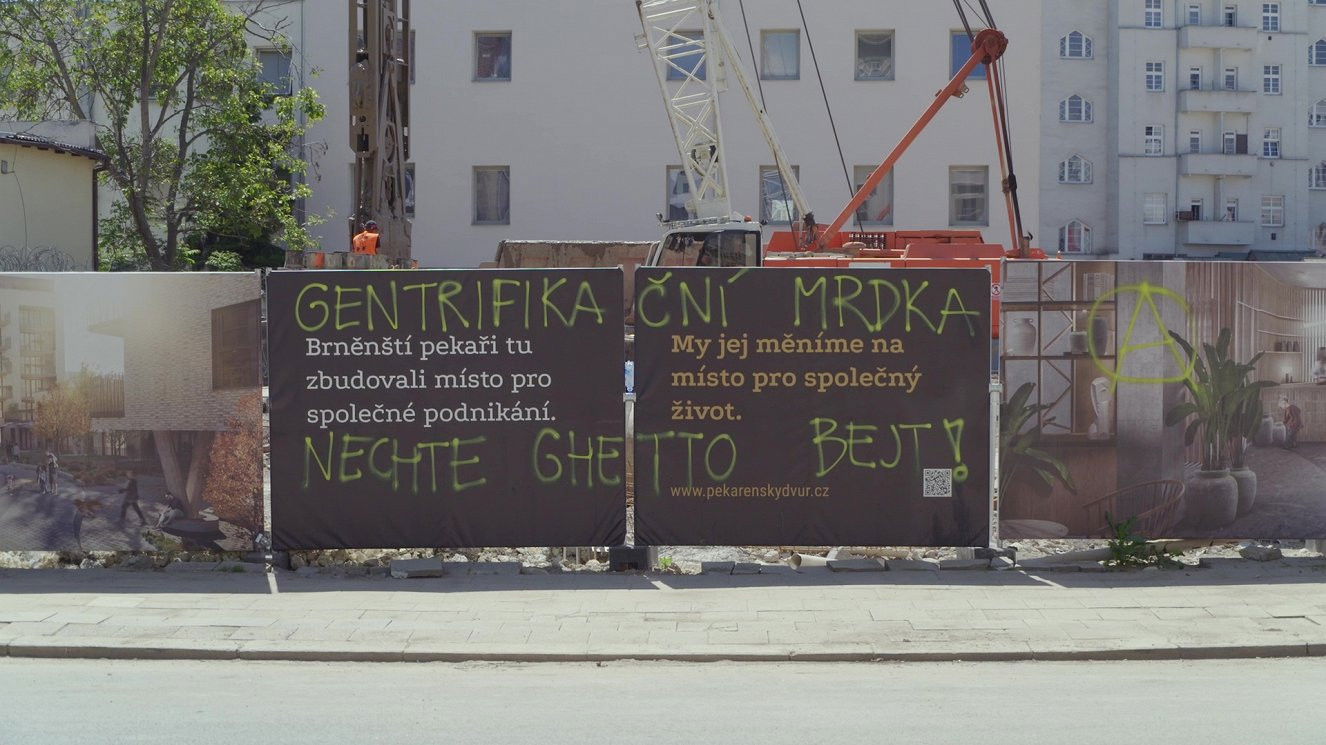 GENTRIFIKAČNÍ MRDKA
Brněnští pekaři tu
zbudovali místo pro
společné podnikání.
My jej měníme na
místo pro společný
život.
NECHTE GHETTO BEJT!
www.pekarenskydvur.cz
A